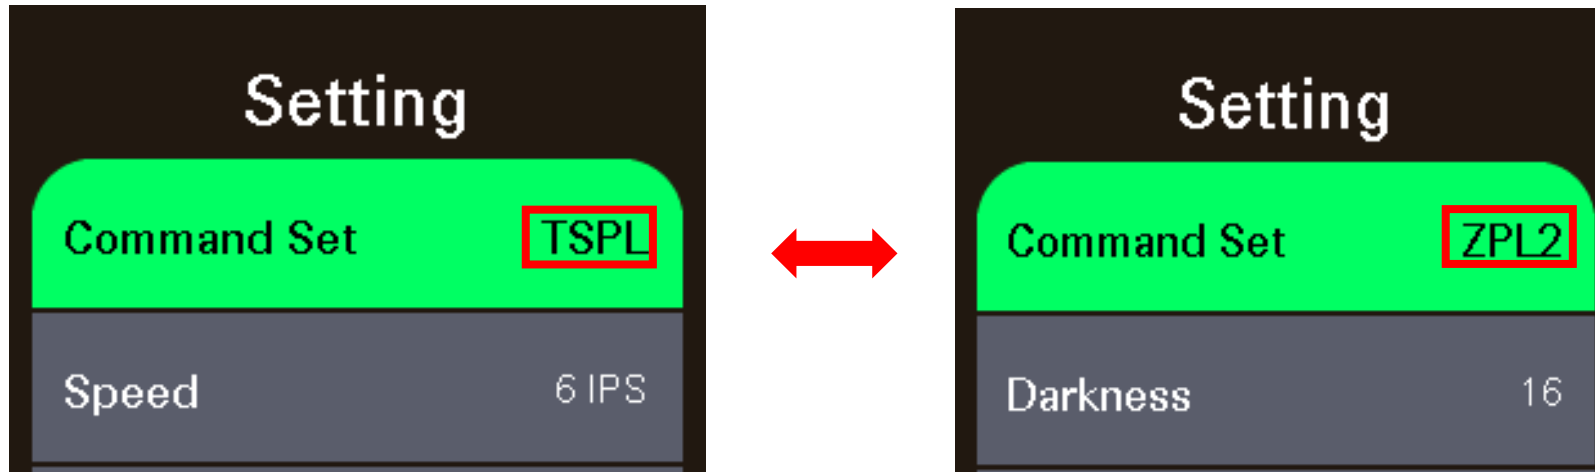 Setting
Command Set TSPL
Speed 6 IPS
Setting
Command Set ZPL2
Darkness 16